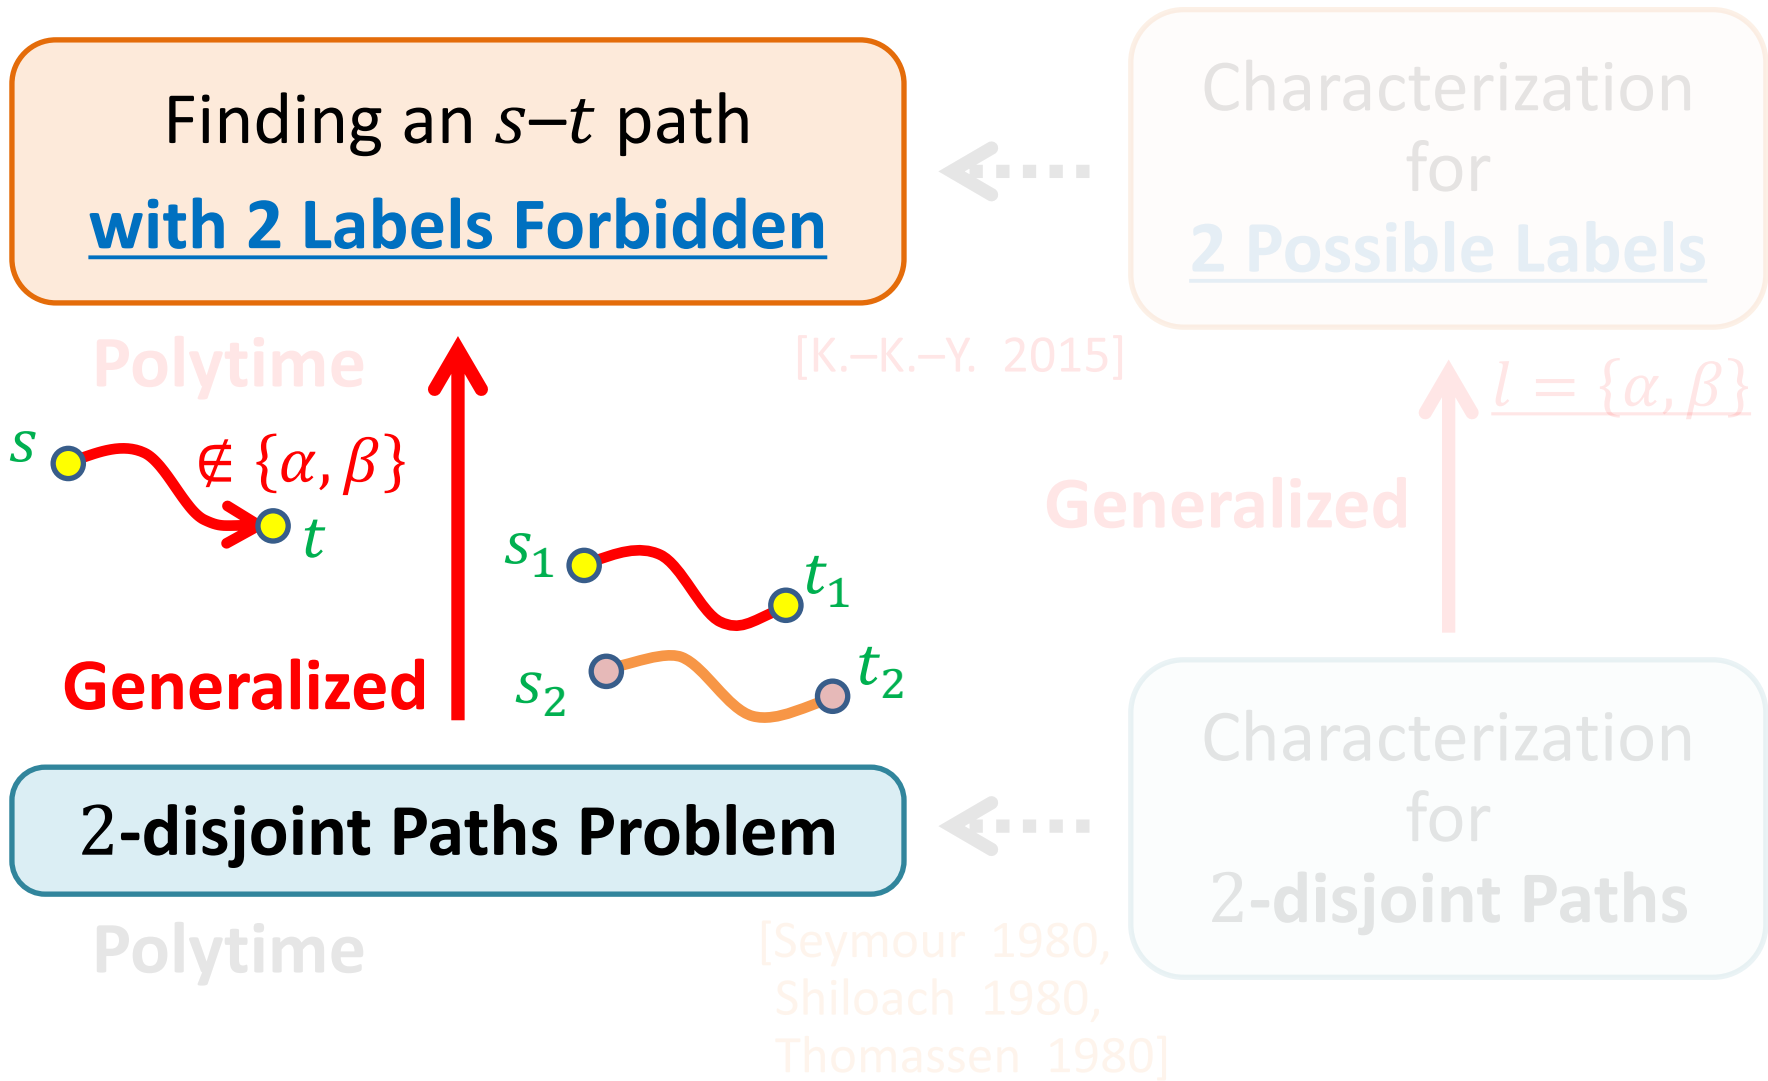 Finding an s–t path
with 2 Labels Forbidden
Characterization
for
2 Possible Labels
Polytime
[K.–K.–Y. 2015]
l = {α, β}
s
∉ {α, β}
t
Generalized
s₁
t₁
s₂
t₂
Generalized
2-disjoint Paths Problem
Characterization
for
2-disjoint Paths
Polytime
[Seymour 1980,
Shiloach 1980,
Thomassen 1980]